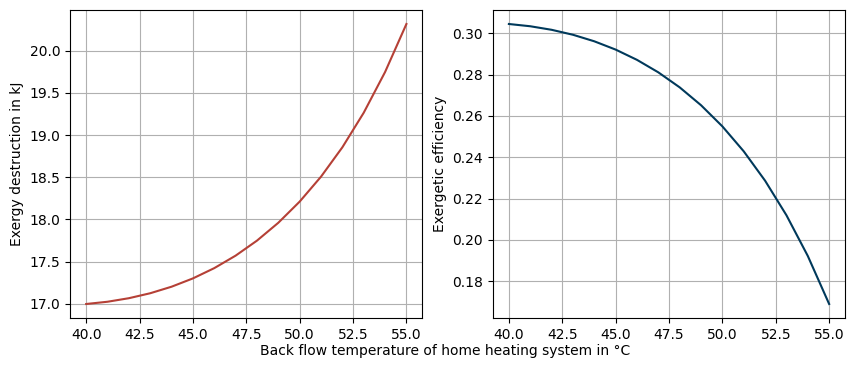 Exergy destruction in kJ
20.0
19.5
19.0
18.5
18.0
17.5
17.0
40.0 42.5 45.0 47.5 50.0 52.5 55.0
Exergetic efficiency
0.30
0.28
0.26
0.24
0.22
0.20
0.18
40.0 42.5 45.0 47.5 50.0 52.5 55.0
Back flow temperature of home heating system in °C